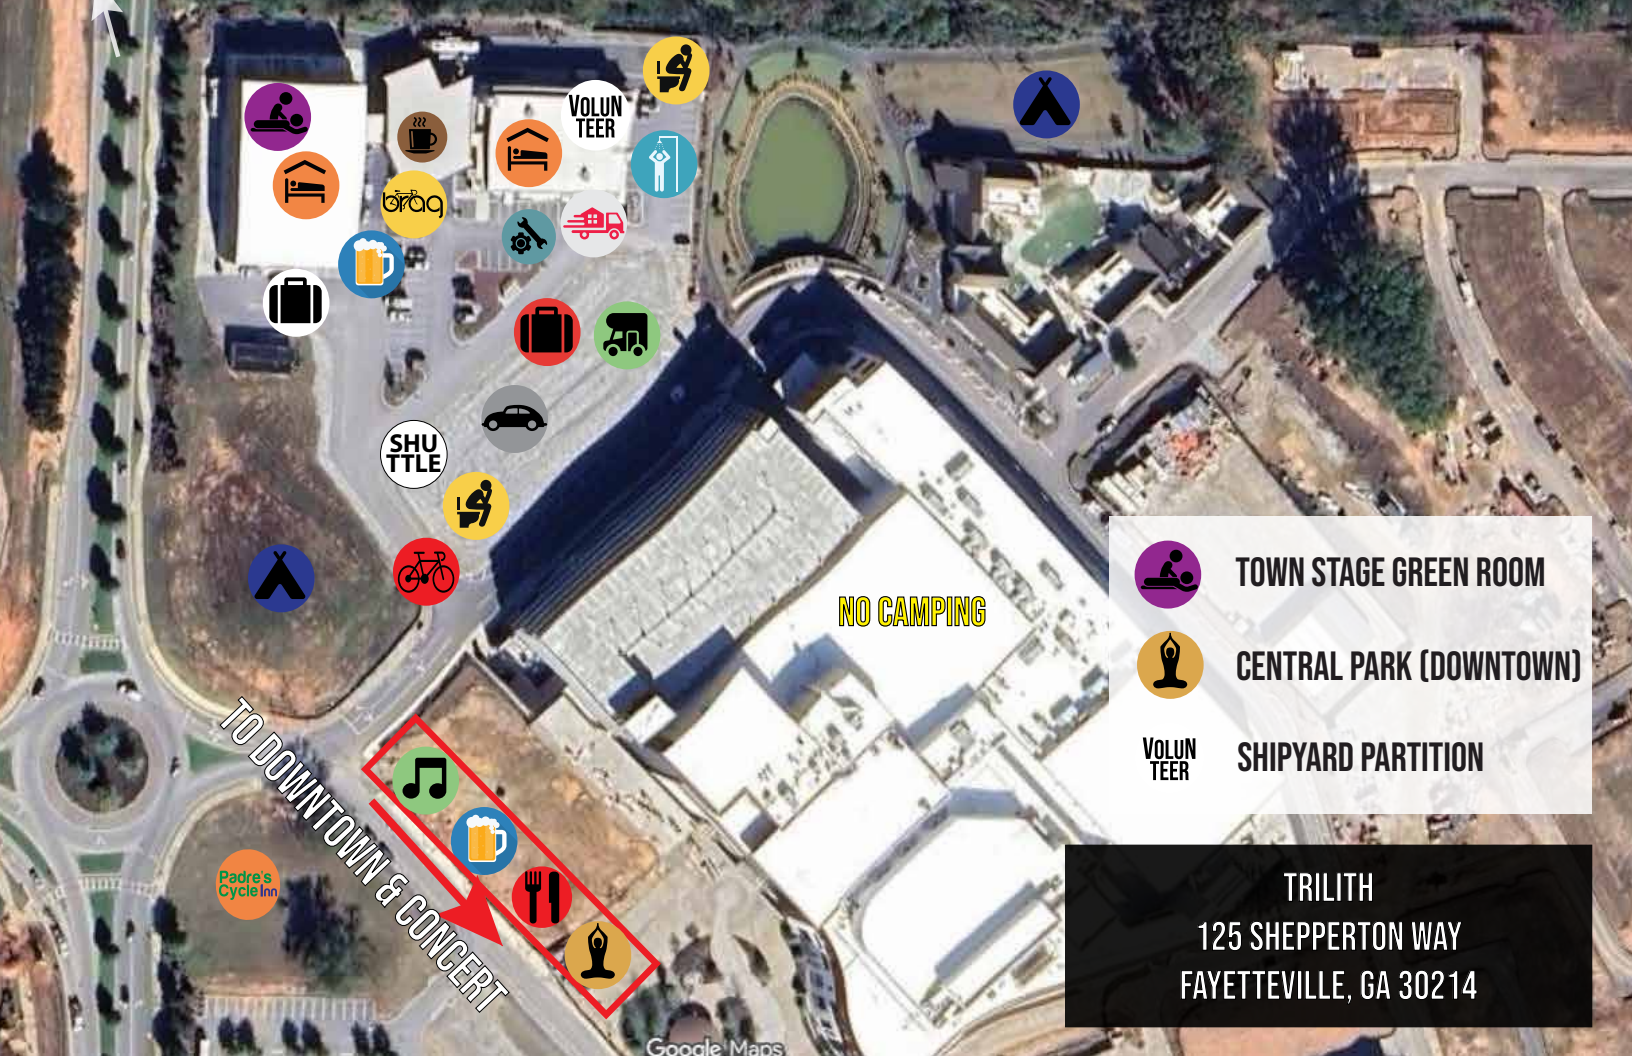 VOLUN
TEER
braq
SHU
TTLE
NO CAMPING
TOWN STAGE GREEN ROOM
CENTRAL PARK (DOWNTOWN)
VOLUN
TEER
SHIPYARD PARTITION
TO DOWNTOWN & CONCERT
Padre's
Cycle Inn
TRILITH
125 SHEPPERTON WAY
FAYETTEVILLE, GA 30214
Google Maps